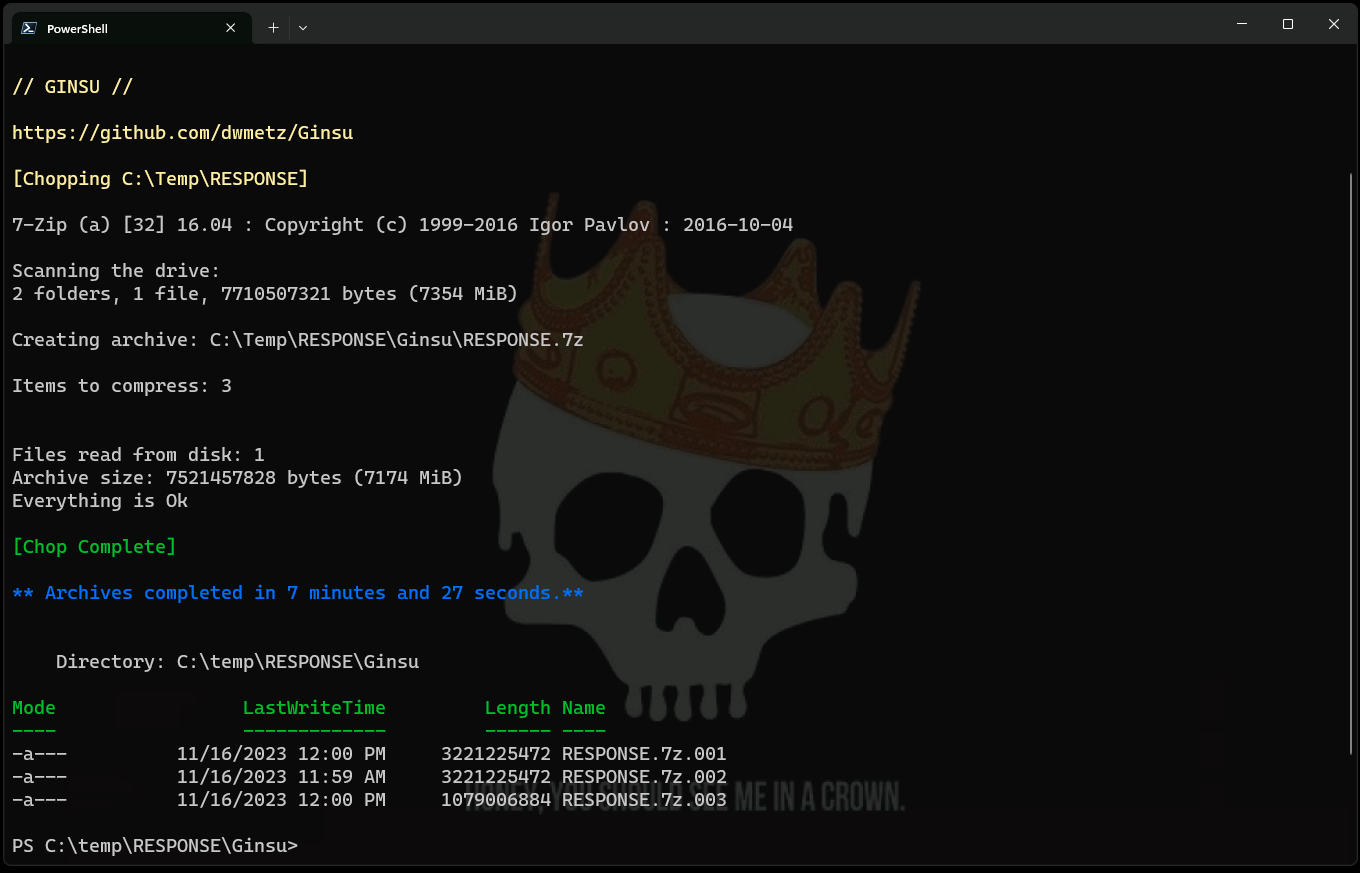 PowerShell
// GINSU //
https://github.com/dwmetz/Ginsu
[Chopping C:\Temp\RESPONSE]
7-Zip (a) [32] 16.04 : Copyright (c) 1999-2016 Igor Pavlov : 2016-10-04
Scanning the drive:
2 folders, 1 file, 7710507321 bytes (7354 MiB)
Creating archive: C:\Temp\RESPONSE\Ginsu\RESPONSE.7z
Items to compress: 3
Files read from disk: 1
Archive size: 7521457828 bytes (7174 MiB)
Everything is Ok
[Chop Complete]
** Archives completed in 7 minutes and 27 seconds.**
Directory: C:\temp\RESPONSE\Ginsu
Mode LastWriteTime Length Name
---- ------------- ------ ----
-a--- 11/16/2023 12:00 PM 3221225472 RESPONSE.7z.001
-a--- 11/16/2023 11:59 AM 3221225472 RESPONSE.7z.002
-a--- 11/16/2023 12:00 PM 1079006884 RESPONSE.7z.003
HONEY, YOU SHOULD SEE ME IN A CROWN.
PS C:\temp\RESPONSE\Ginsu>